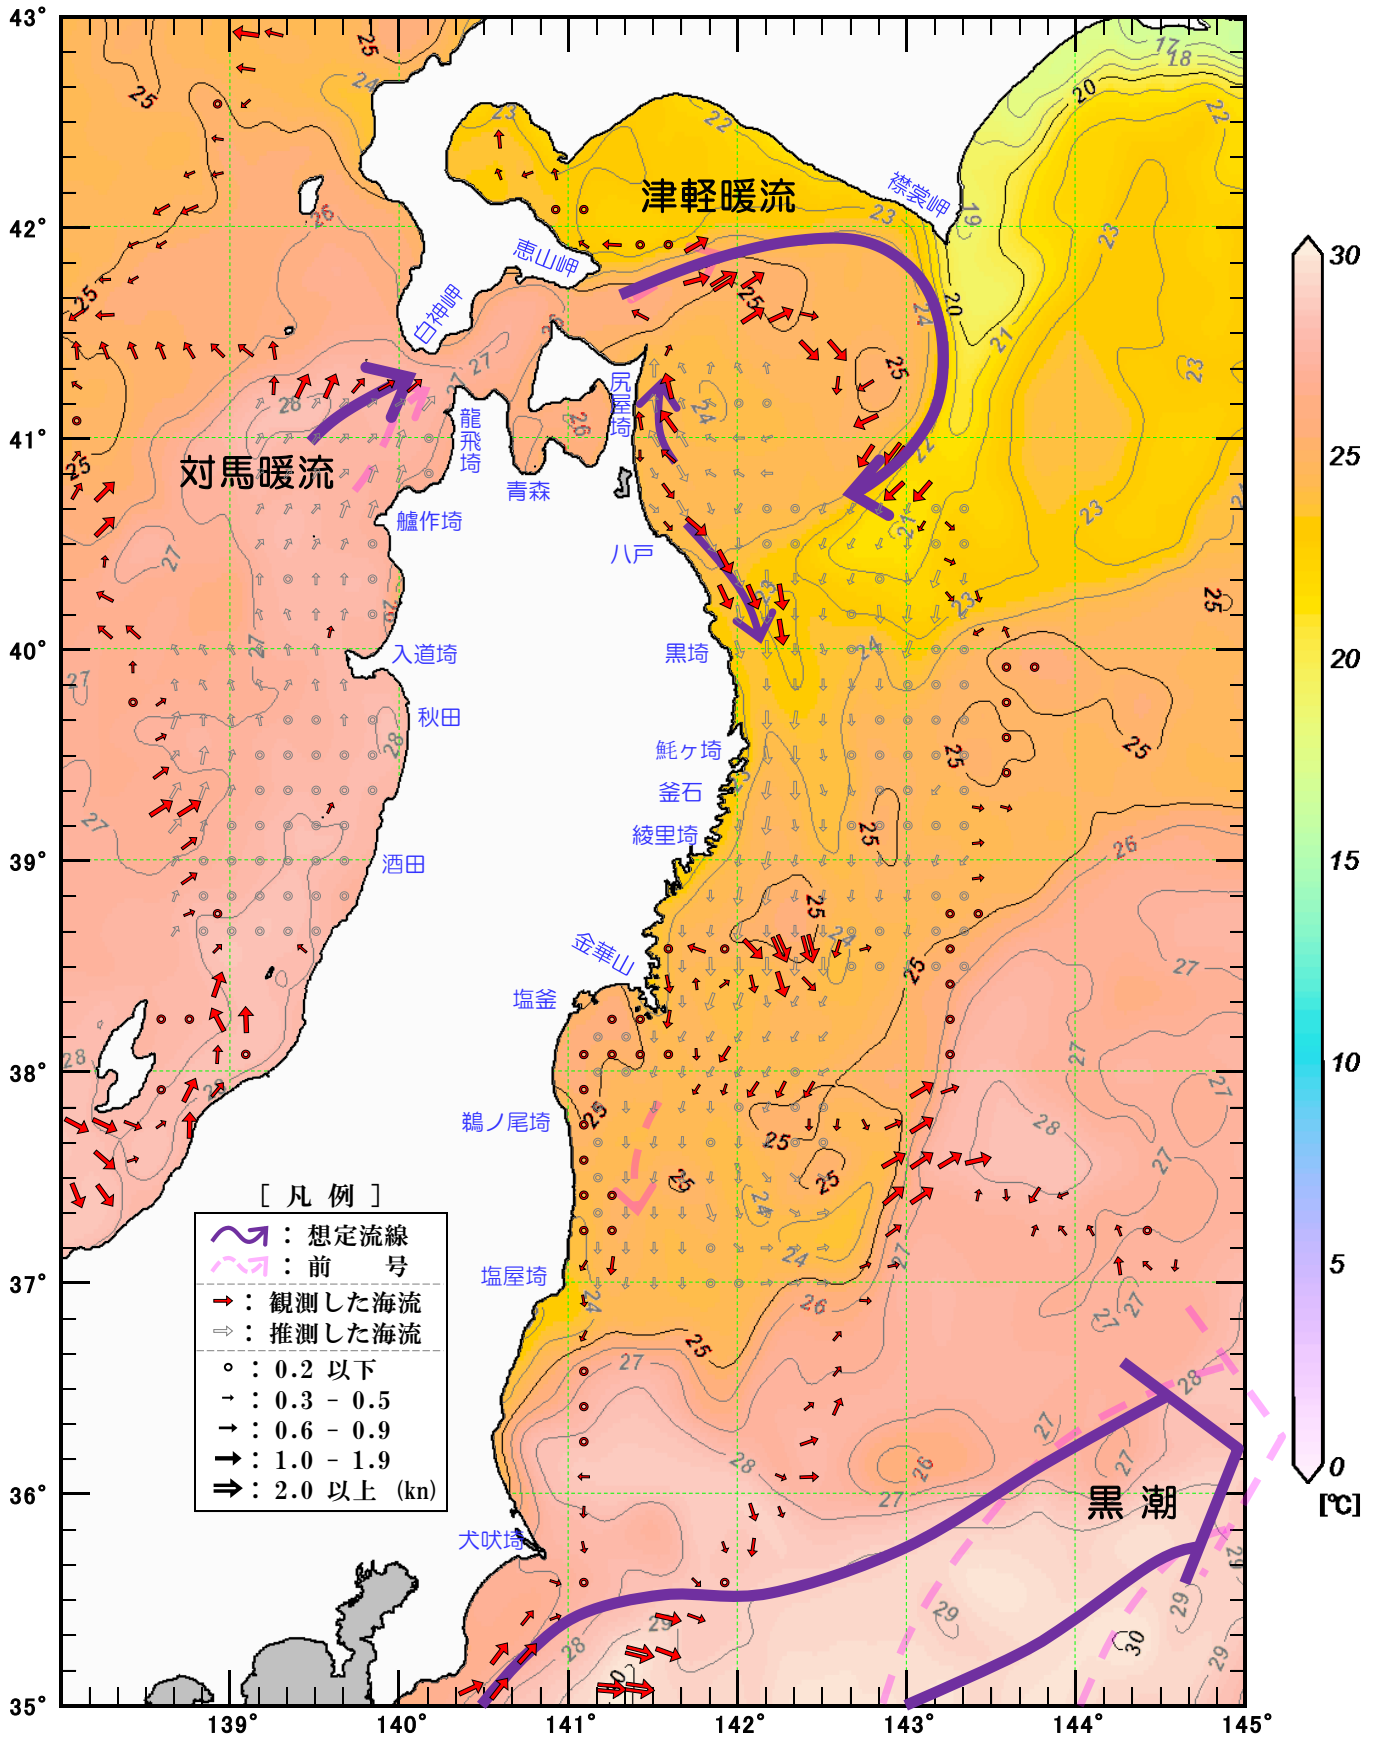 43°
42°
41°
40°
39°
38°
37°
36°
35°
139°
140°
141°
142°
143°
144°
145°
津軽暖流
襟裳岬
恵山岬
白神岬
尻屋埼
龍飛埼
対馬暖流
青森
艫作埼
八戸
入道埼
黒埼
秋田
魹ヶ埼
釜石
綾里埼
酒田
金華山
塩釜
鵜ノ尾埼
塩屋埼
犬吠埼
黒潮
[ 凡 例 ]
: 想定流線
: 前 号
: 観測した海流
: 推測した海流
: 0.2 以下
: 0.3 - 0.5
: 0.6 - 0.9
: 1.0 - 1.9
: 2.0 以上 (kn)
30
25
20
15
10
5
0
[℃]